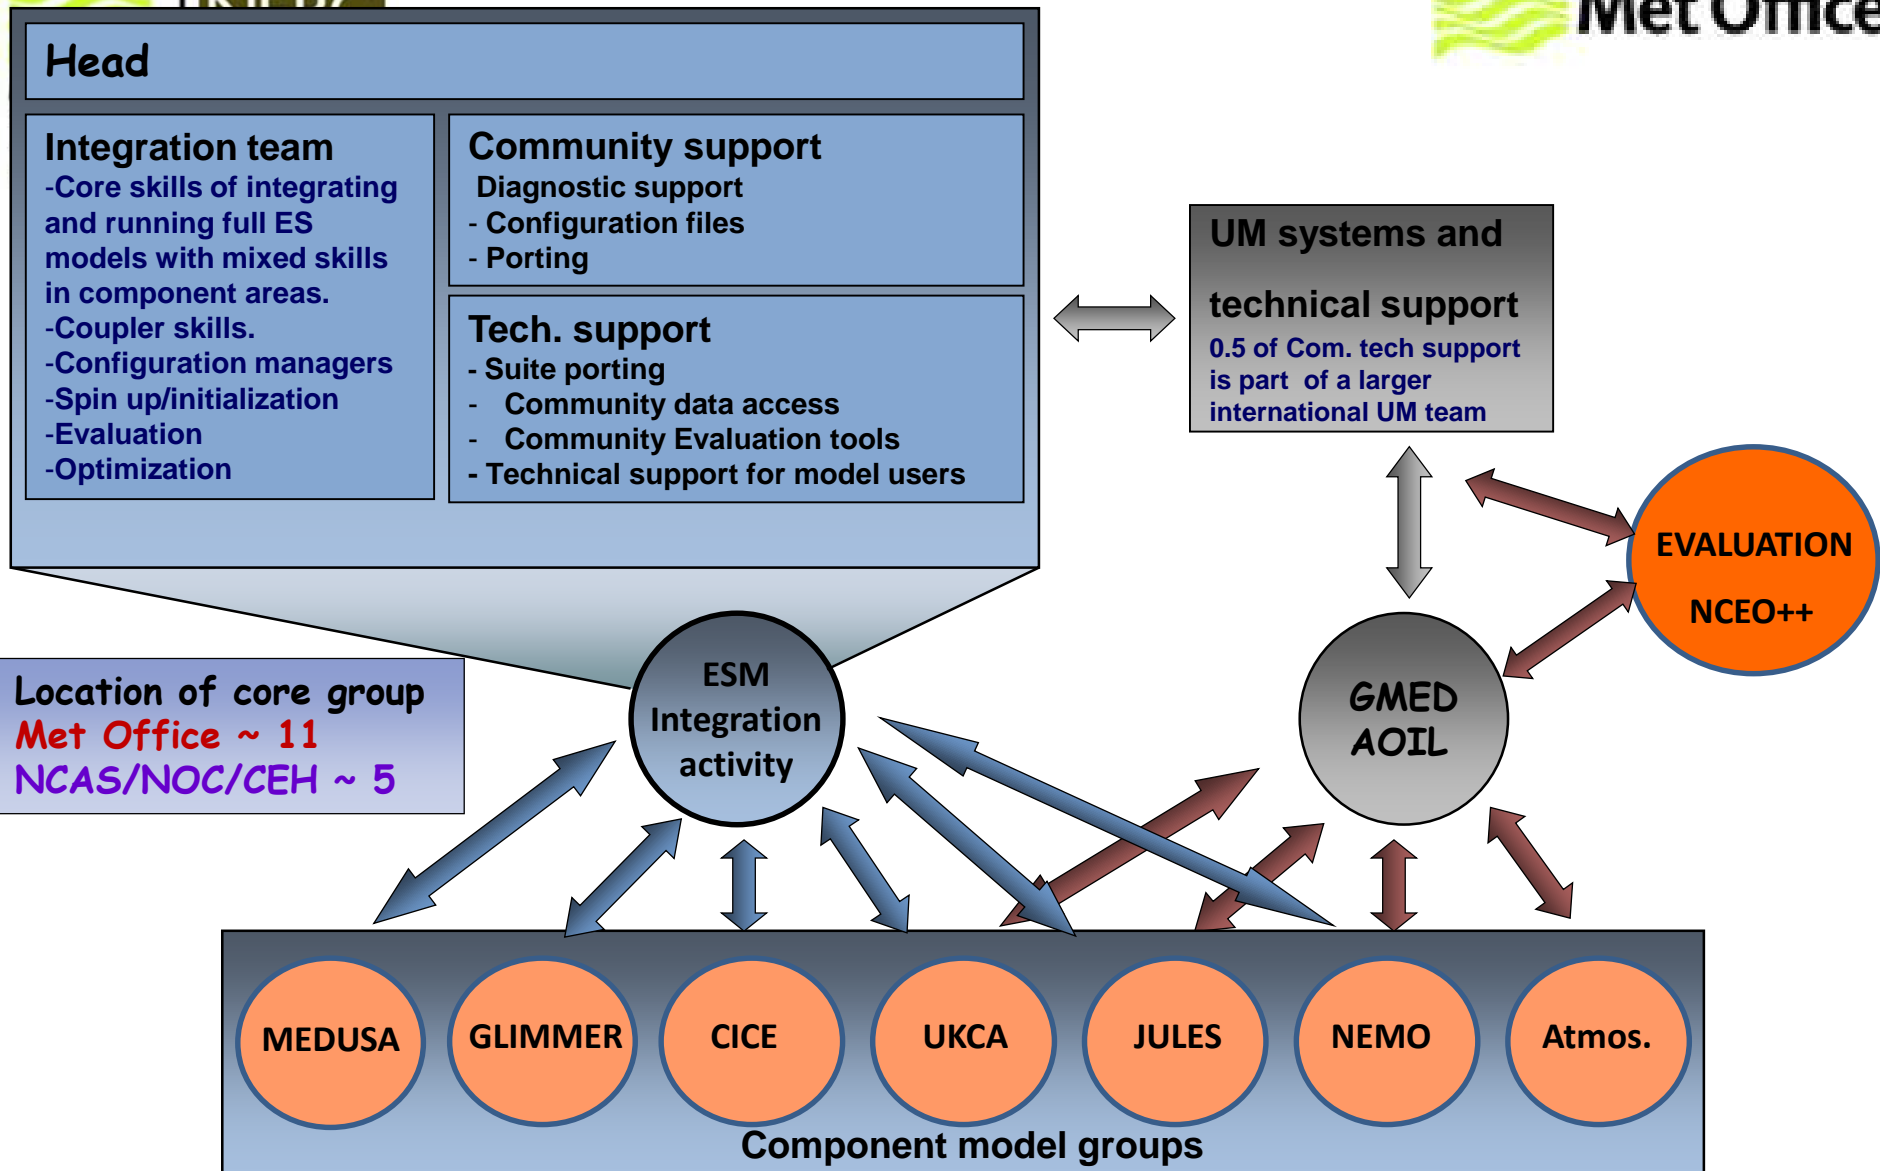 Met Office
Head
Integration team
-Core skills of integrating
and running full ES
models with mixed skills
in component areas.
-Coupler skills.
-Configuration managers
-Spin up/initialization
-Evaluation
-Optimization
Community support
Diagnostic support
- Configuration files
- Porting
Tech. support
- Suite porting
- Community data access
- Community Evaluation tools
- Technical support for model users
UM systems and
technical support
0.5 of Com. tech support
is part of a larger
international UM team
EVALUATION
NCEO++
ESM
Integration
activity
GMED
AOIL
Location of core group
Met Office ~ 11
NCAS/NOC/CEH ~ 5
MEDUSA
GLIMMER
CICE
UKCA
JULES
NEMO
Atmos.
Component model groups